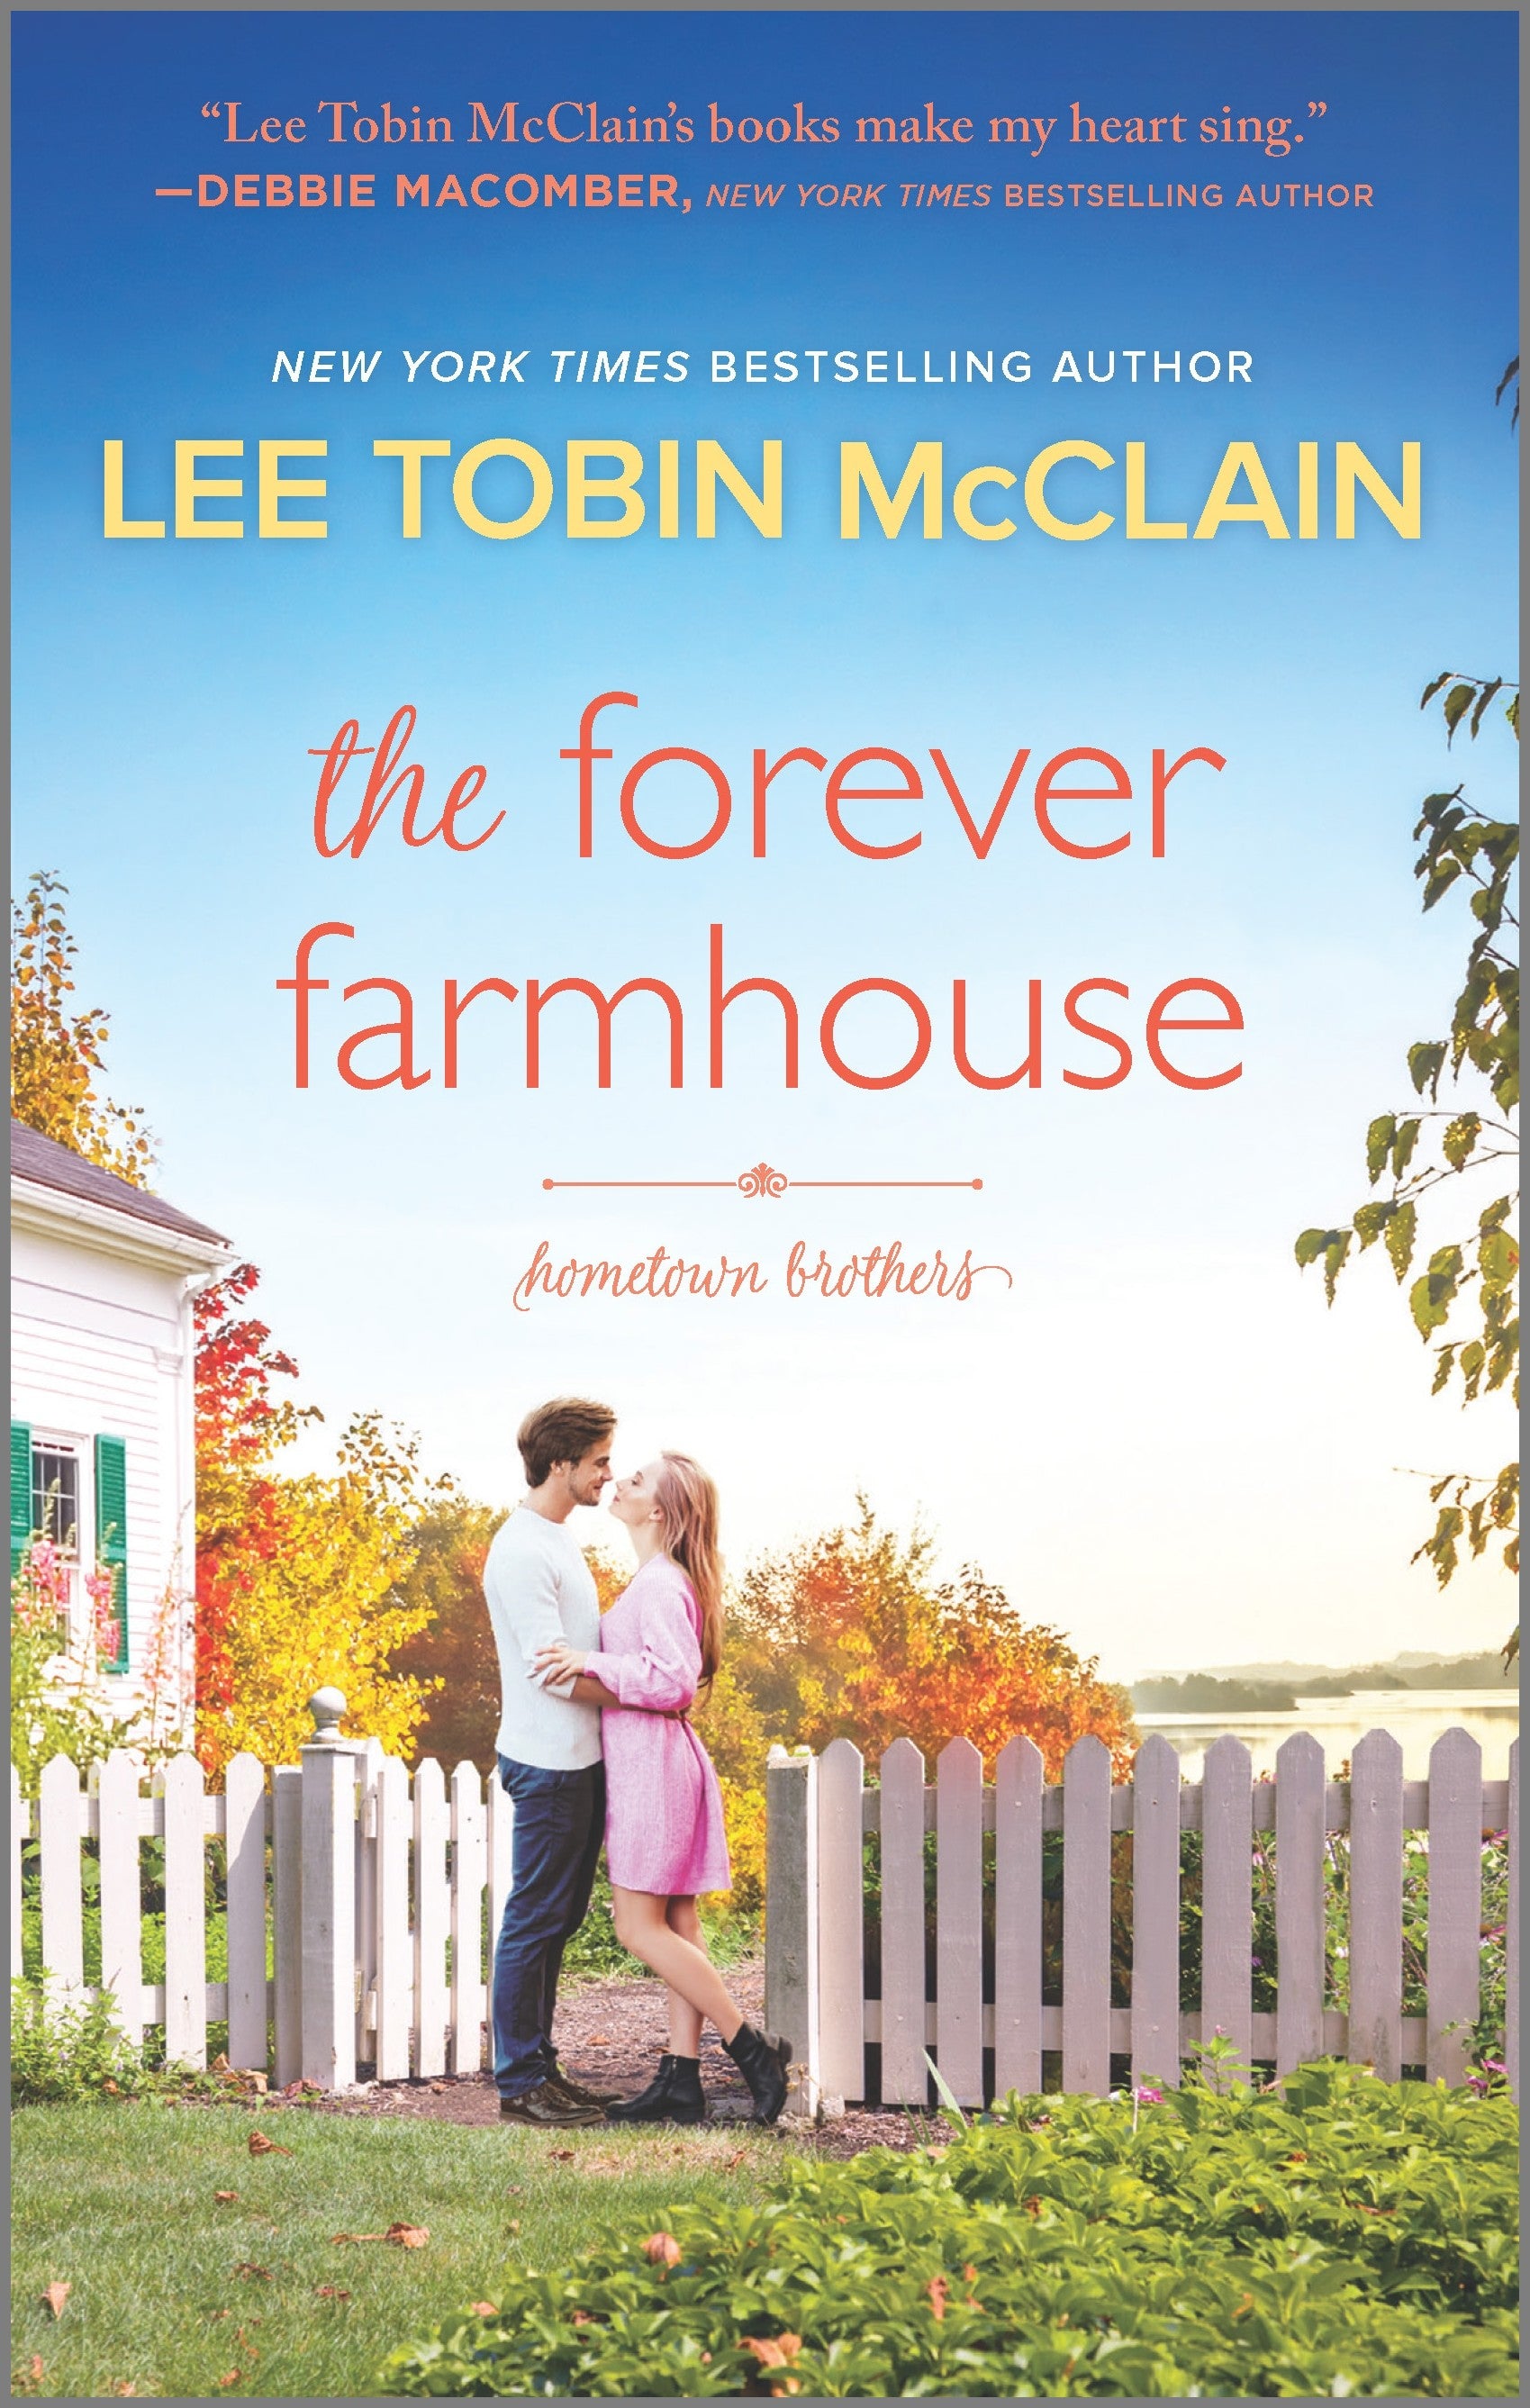 “Lee Tobin McClain’s books make my heart sing.”
—DEBBIE MACOMBER, NEW YORK TIMES BESTSELLING AUTHOR
NEW YORK TIMES BESTSELLING AUTHOR
LEE TOBIN McCLAIN
the forever
farmhouse
hometown brothers